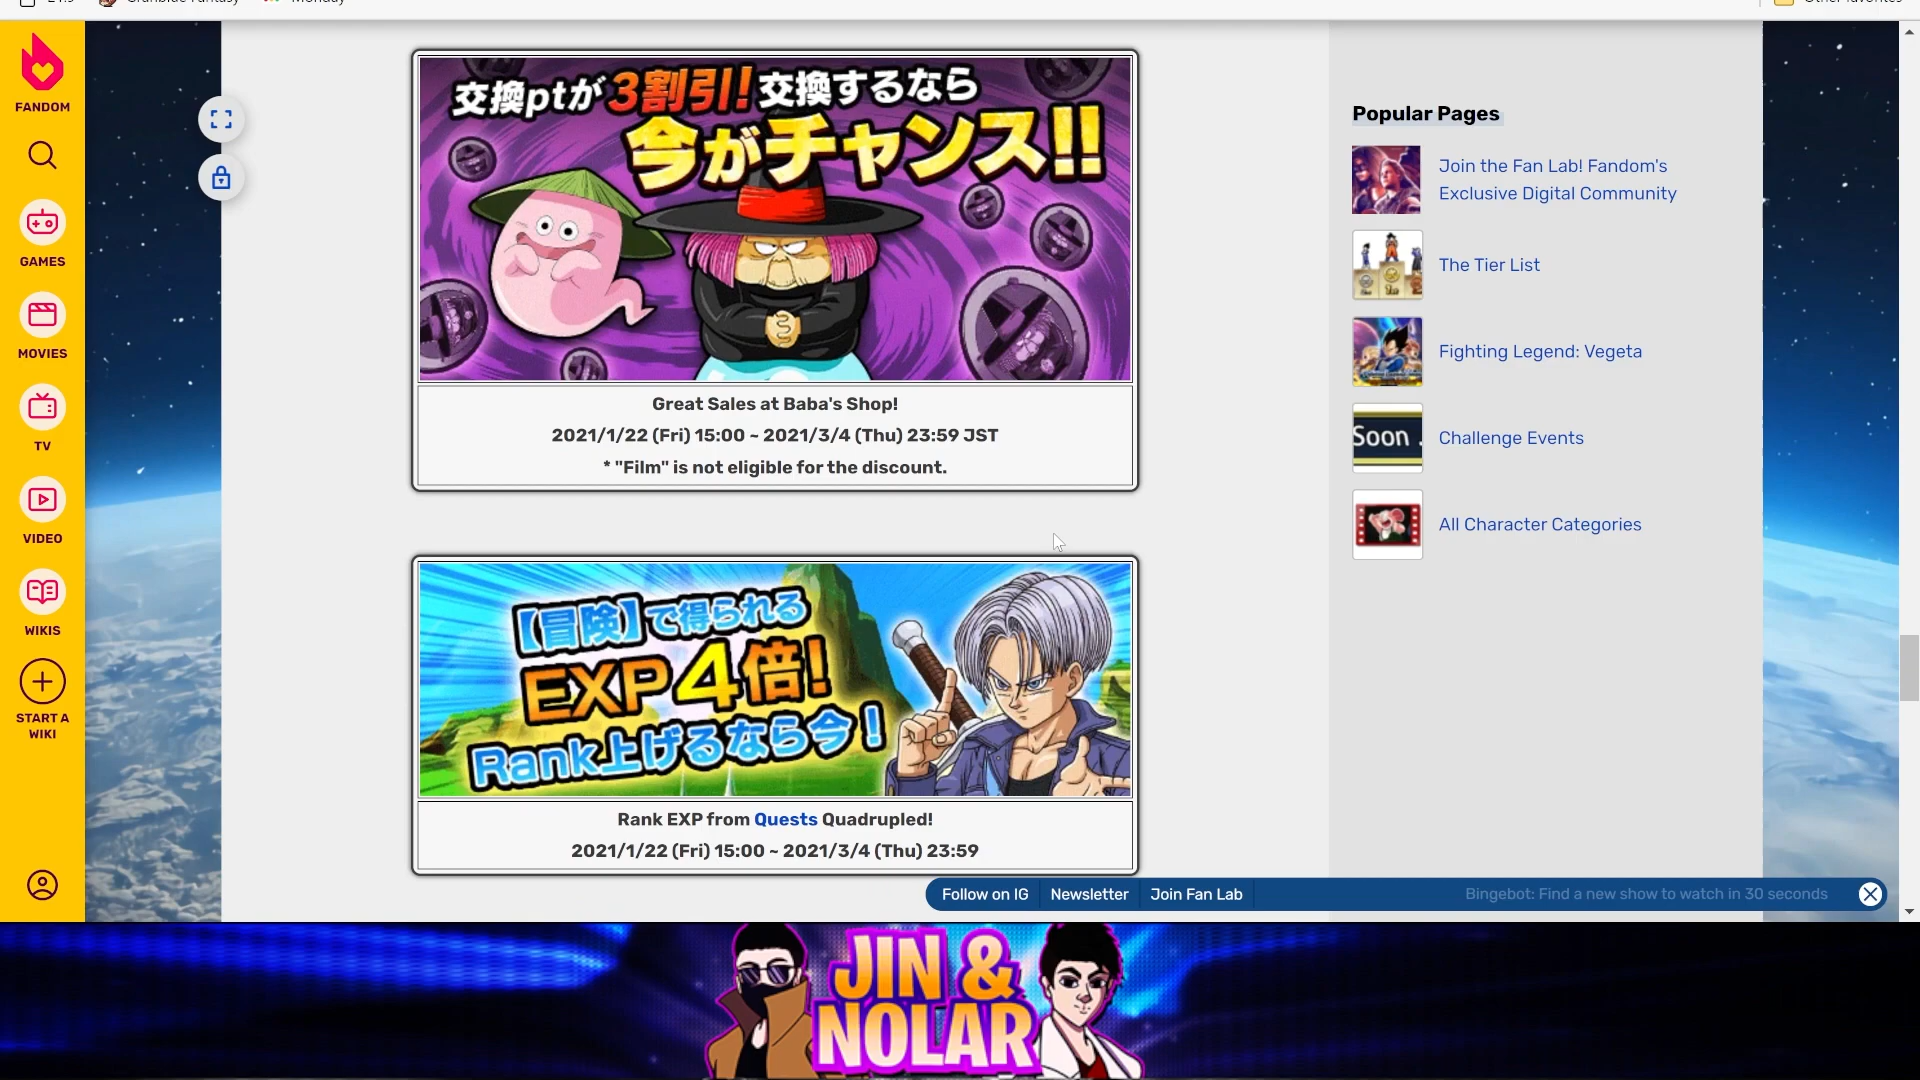 Monday
FANDOM
GAMES
MOVIES
TV
VIDEO
WIKIS
START A
WIKI
交換ptが3割引!交換するなら
今がチャンス!!
Great Sales at Baba's Shop!
2021/1/22 (Fri) 15:00 ~ 2021/3/4 (Thu) 23:59 JST
* "Film" is not eligible for the discount.
【冒険】で得られる
EXP4倍!
Rank上げるなら今!
Rank EXP from Quests Quadrupled!
2021/1/22 (Fri) 15:00 ~ 2021/3/4 (Thu) 23:59
Popular Pages
Join the Fan Lab! Fandom's
Exclusive Digital Community
The Tier List
Fighting Legend: Vegeta
Soon .
Challenge Events
All Character Categories
Follow on IG
Newsletter
Join Fan Lab
Bingebot: Find a new show to watch in 30 seconds
JIN &
NOLAR